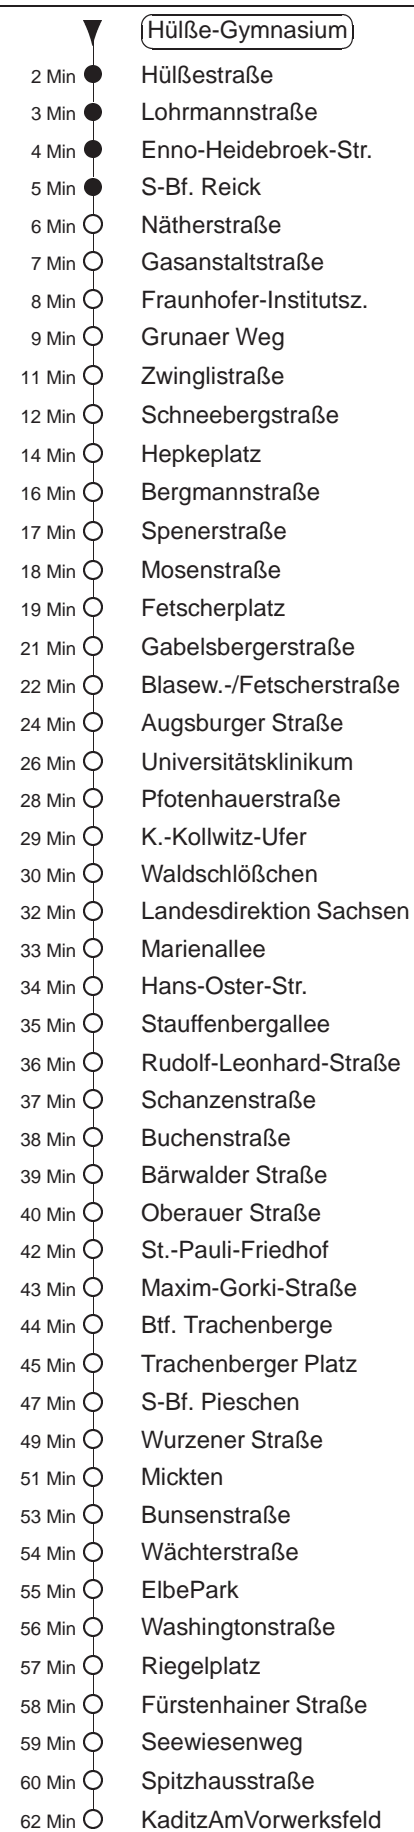 Hülße-Gymnasium
2 Min Hülßestraße
3 Min Lohrmannstraße
4 Min Enno-Heidebroek-Str.
5 Min S-Bf. Reick
6 Min Nätherstraße
7 Min Gasanstaltstraße
8 Min Fraunhofer-Institutsz.
9 Min Grunaer Weg
11 Min Zwinglistraße
12 Min Schneebergstraße
14 Min Hepkeplatz
16 Min Bergmannstraße
17 Min Spenerstraße
18 Min Mosenstraße
19 Min Fetscherplatz
21 Min Gabelsbergerstraße
22 Min Blasew.-/Fetscherstraße
24 Min Augsburger Straße
26 Min Universitätsklinikum
28 Min Pfotenhauerstraße
29 Min K.-Kollwitz-Ufer
30 Min Waldschlößchen
32 Min Landesdirektion Sachsen
33 Min Marienallee
34 Min Hans-Oster-Str.
35 Min Stauffenbergallee
36 Min Rudolf-Leonhard-Straße
37 Min Schanzenstraße
38 Min Buchenstraße
39 Min Bärwalder Straße
40 Min Oberauer Straße
42 Min St.-Pauli-Friedhof
43 Min Maxim-Gorki-Straße
44 Min Btf. Trachenberge
45 Min Trachenberger Platz
47 Min S-Bf. Pieschen
49 Min Wurzener Straße
51 Min Mickten
53 Min Bunsenstraße
54 Min Wächterstraße
55 Min ElbePark
56 Min Washingtonstraße
57 Min Riegelplatz
58 Min Fürstenhainer Straße
59 Min Seewiesenweg
60 Min Spitzhausstraße
62 Min KaditzAmVorwerksfeld